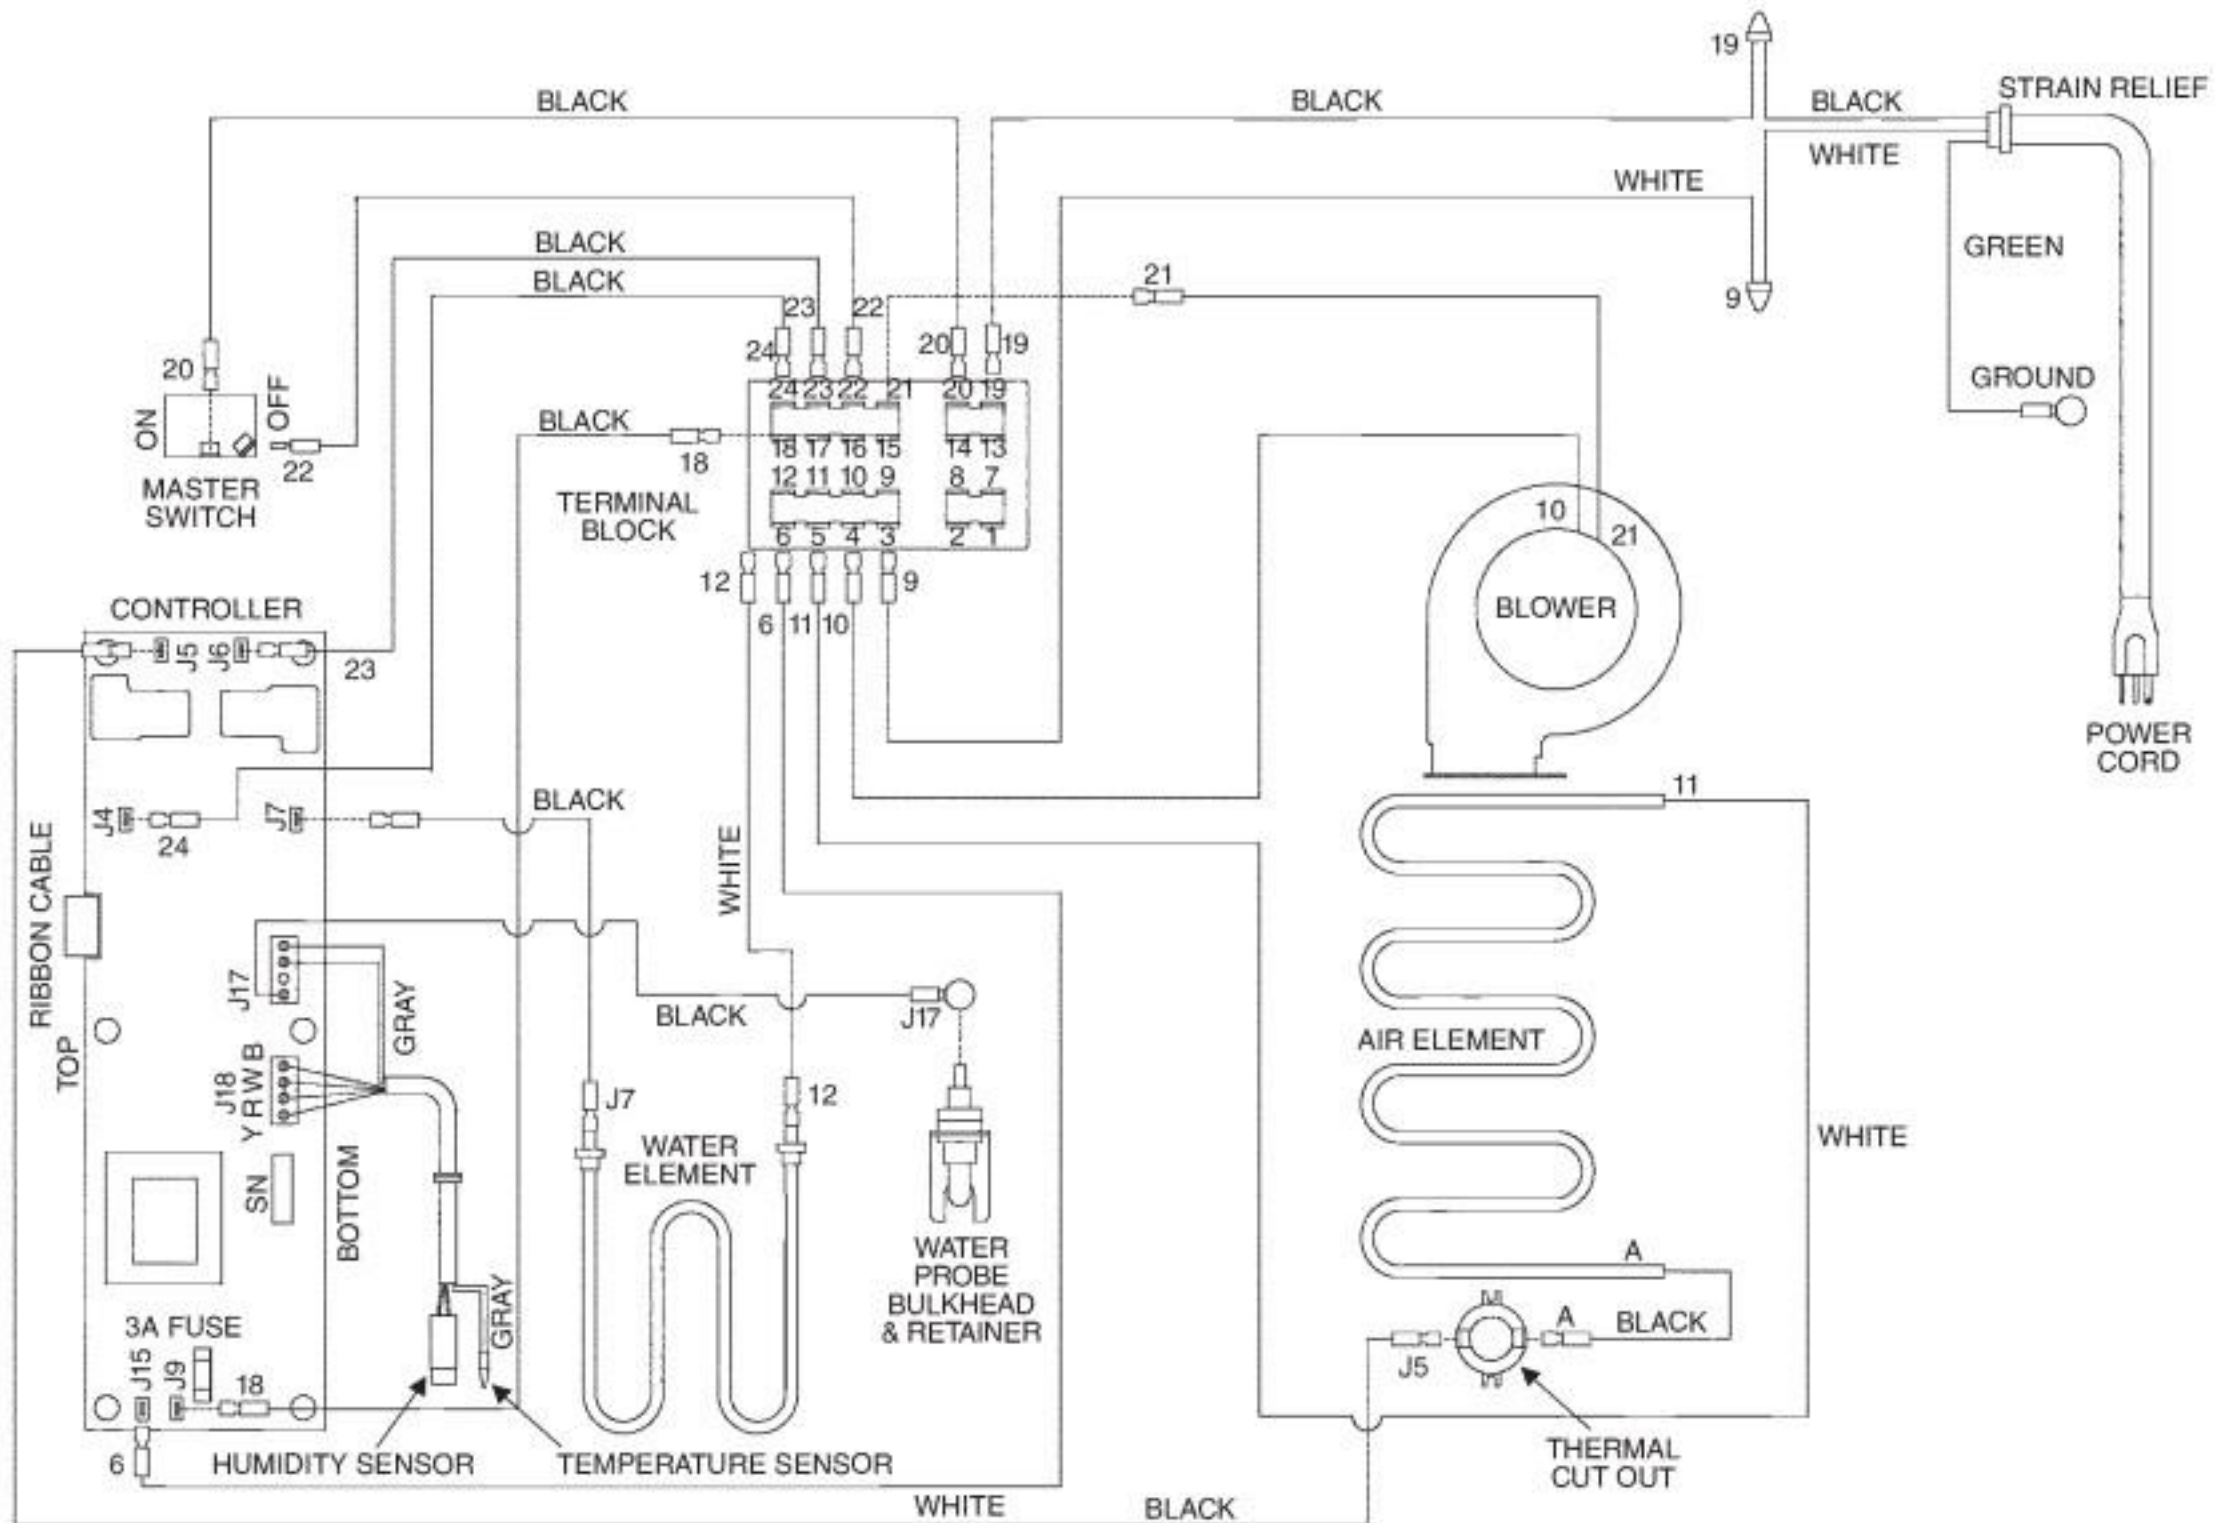 19
STRAIN RELIEF
BLACK
BLACK
BLACK
WHITE
WHITE
BLACK
GREEN
BLACK
21
23
22
9
24
20
19
20
ON
OFF
24 23 22 21 20 19
GROUND
BLACK
18 17 16 15 14 13
22
18
12 11 10 9 8 7
MASTER
SWITCH
TERMINAL
BLOCK
6 5 4 3 2 1
10
21
12
9
6
11
10
BLOWER
CONTROLLER
J5
J6
23
POWER
CORD
11
BLACK
J4
24
J7
WHITE
RIBBON CABLE
J17
GRAY
BLACK
J17
AIR ELEMENT
TOP
J18
Y R W B
J7
12
WATER
ELEMENT
WHITE
SN
BOTTOM
WATER
PROBE
BULKHEAD
& RETAINER
A
GRAY
3A FUSE
A
BLACK
J15
J9
18
J5
6
HUMIDITY SENSOR
TEMPERATURE SENSOR
THERMAL
CUT OUT
WHITE
BLACK